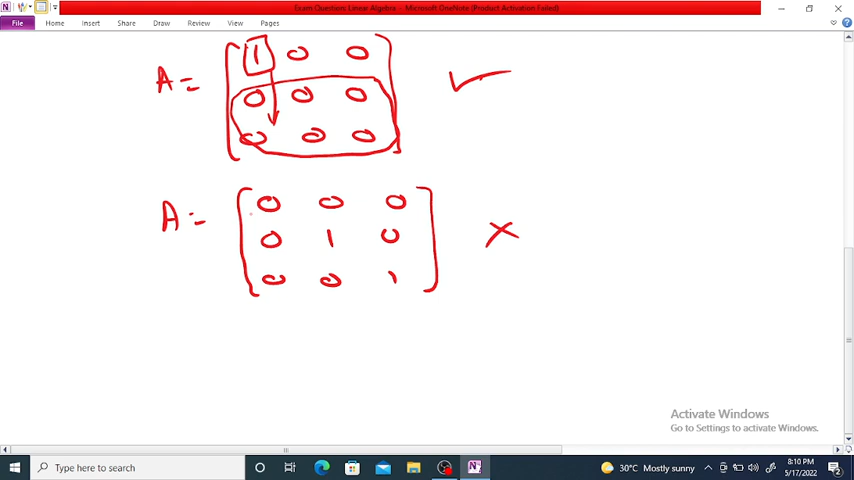 Exam Question: Linear Algebra - Microsoft OneNote (Product Activation Failed)
File Home Insert Share Draw Review View Pages
1 0 0
A =
0 0 0
0 0 0
0 0 0
A =
0 1 0
0 0 1
Activate Windows
Go to Settings to activate Windows.
Type here to search
30°C Mostly sunny
8:10 PM
5/17/2022
2